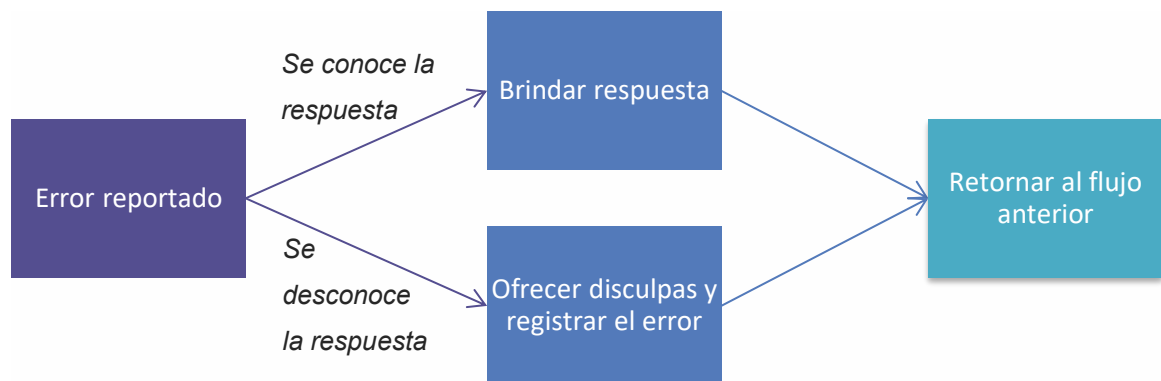 Se conoce la
respuesta
Brindar respuesta
Error reportado
Retornar al flujo
anterior
Se
desconoce
la respuesta
Ofrecer disculpas y
registrar el error